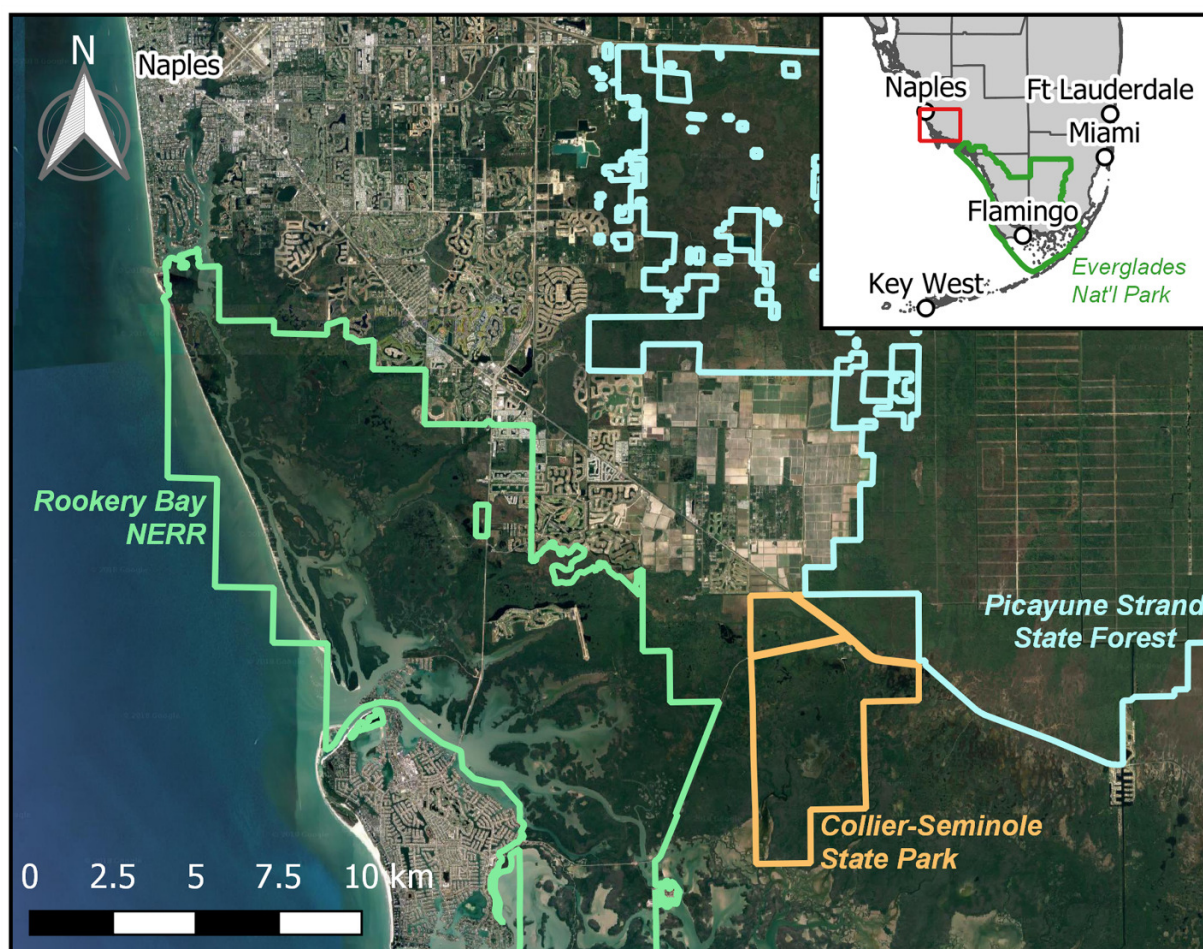 N
Naples
Naples
Ft Lauderdale
Miami
Flamingo
Key West
Everglades
Nat'l Park
Rookery Bay
NERR
Picayune Strand
State Forest
Collier-Seminole
State Park
0 2.5 5 7.5 10 km